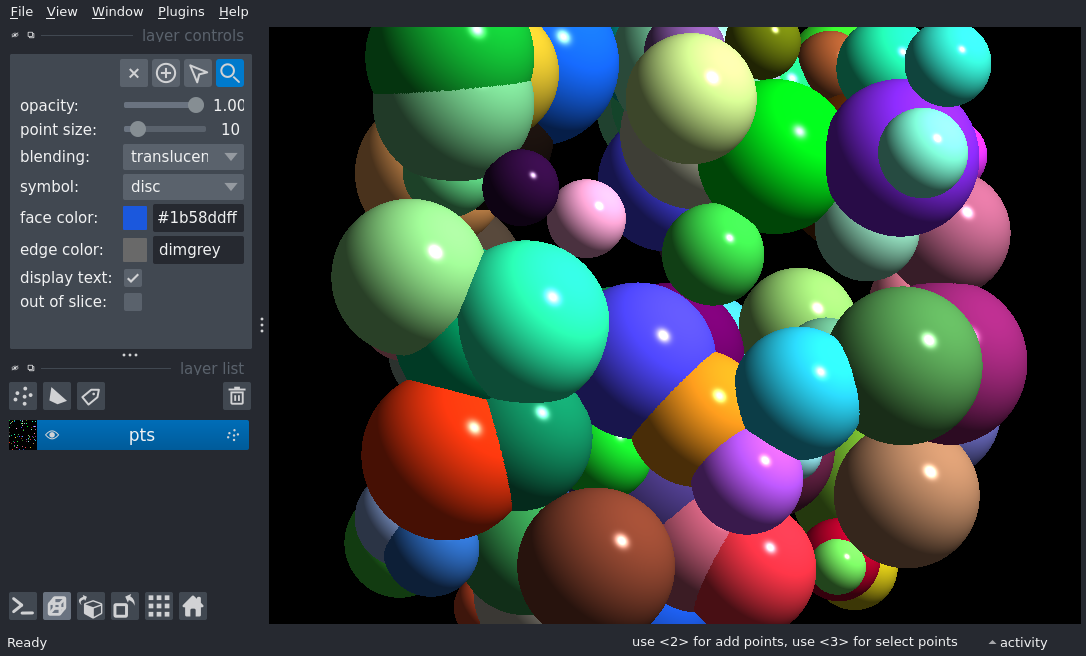 File View Window Plugins Help
layer controls
opacity: 1.00
point size: 10
blending: translucen
symbol: disc
face color: #1b58ddff
edge color: dimgrey
display text:
out of slice:
layer list
pts
Ready
use <2> for add points, use <3> for select points
activity